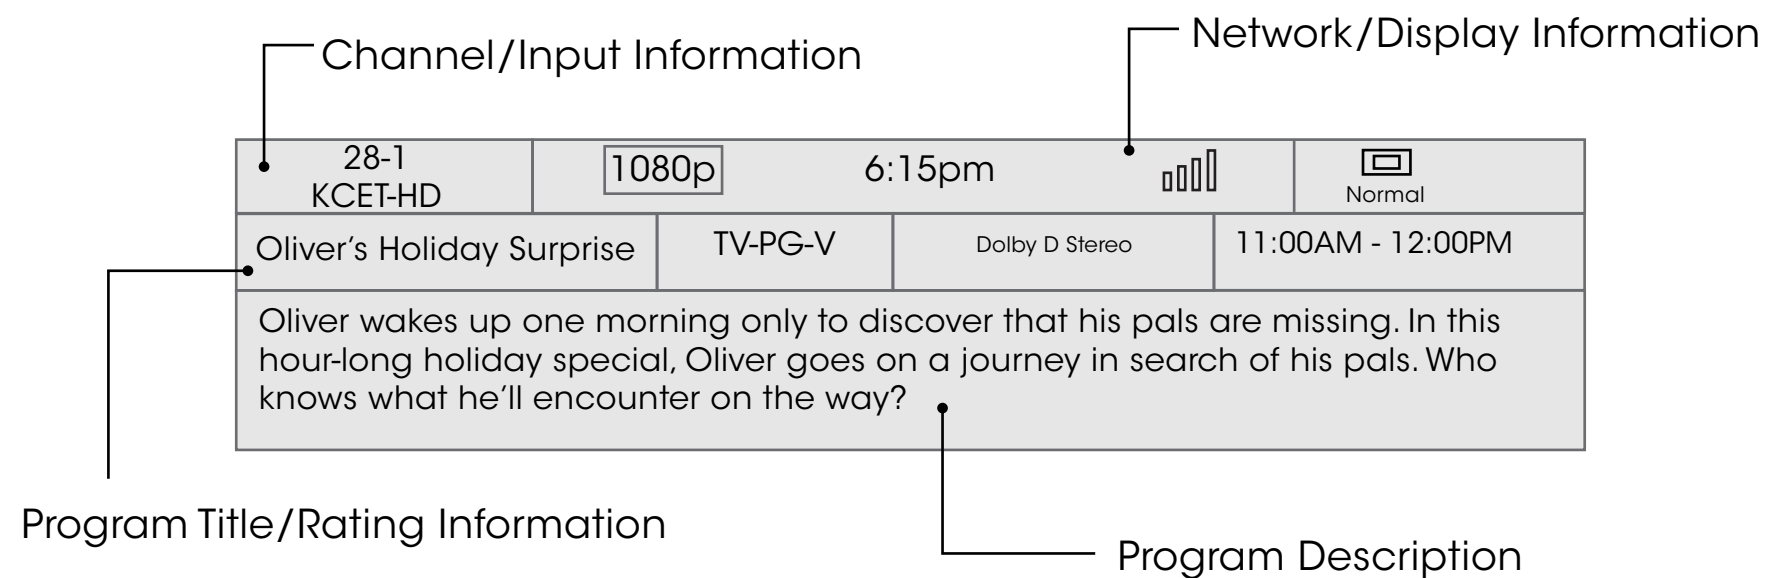 Channel/Input Information
Network/Display Information
28-1
KCET-HD
1080p
6:15pm
Normal
Oliver's Holiday Surprise
TV-PG-V
Dolby D Stereo
11:00AM - 12:00PM
Oliver wakes up one morning only to discover that his pals are missing. In this
hour-long holiday special, Oliver goes on a journey in search of his pals. Who
knows what he'll encounter on the way?
Program Title/Rating Information
Program Description